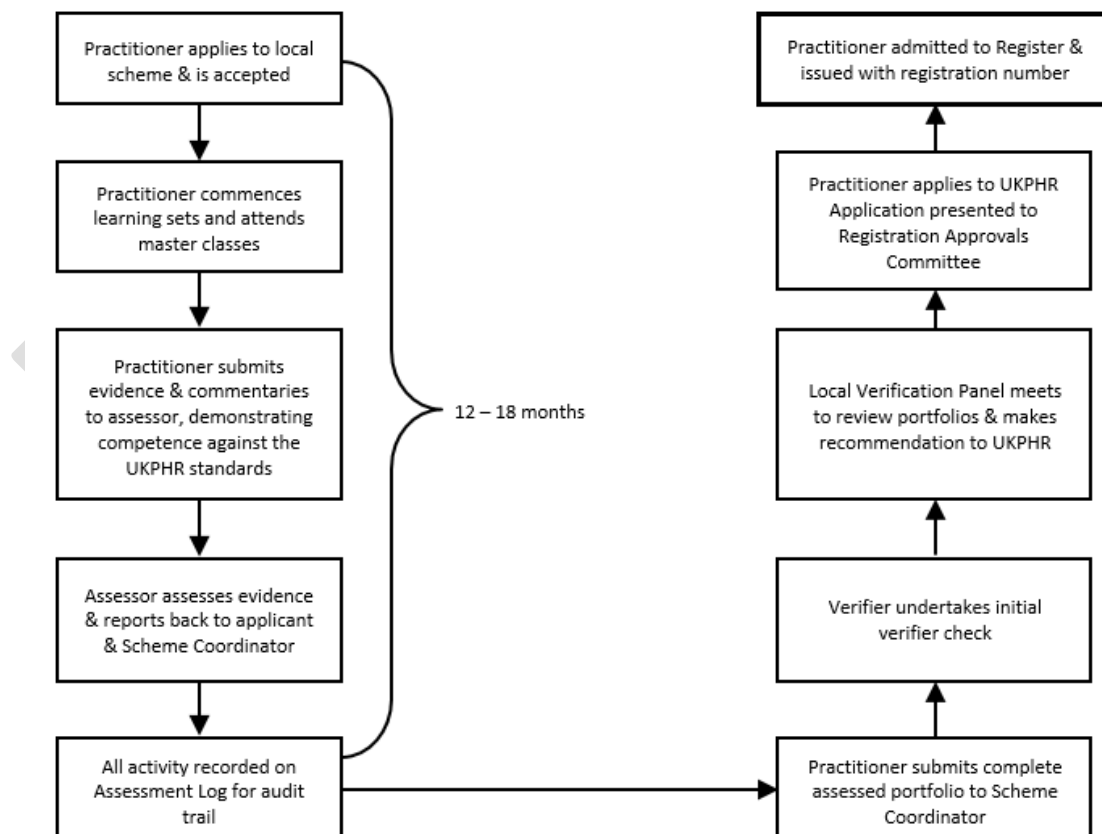 Practitioner applies to local
scheme & is accepted
Practitioner commences
learning sets and attends
master classes
Practitioner submits
evidence & commentaries
to assessor, demonstrating
competence against the
UKPHR standards
Assessor assesses evidence
& reports back to applicant
& Scheme Coordinator
All activity recorded on
Assessment Log for audit
trail
12 – 18 months
Practitioner submits complete
assessed portfolio to Scheme
Coordinator
Verifier undertakes initial
verifier check
Local Verification Panel meets
to review portfolios & makes
recommendation to UKPHR
Practitioner applies to UKPHR
Application presented to
Registration Approvals
Committee
Practitioner admitted to Register &
issued with registration number